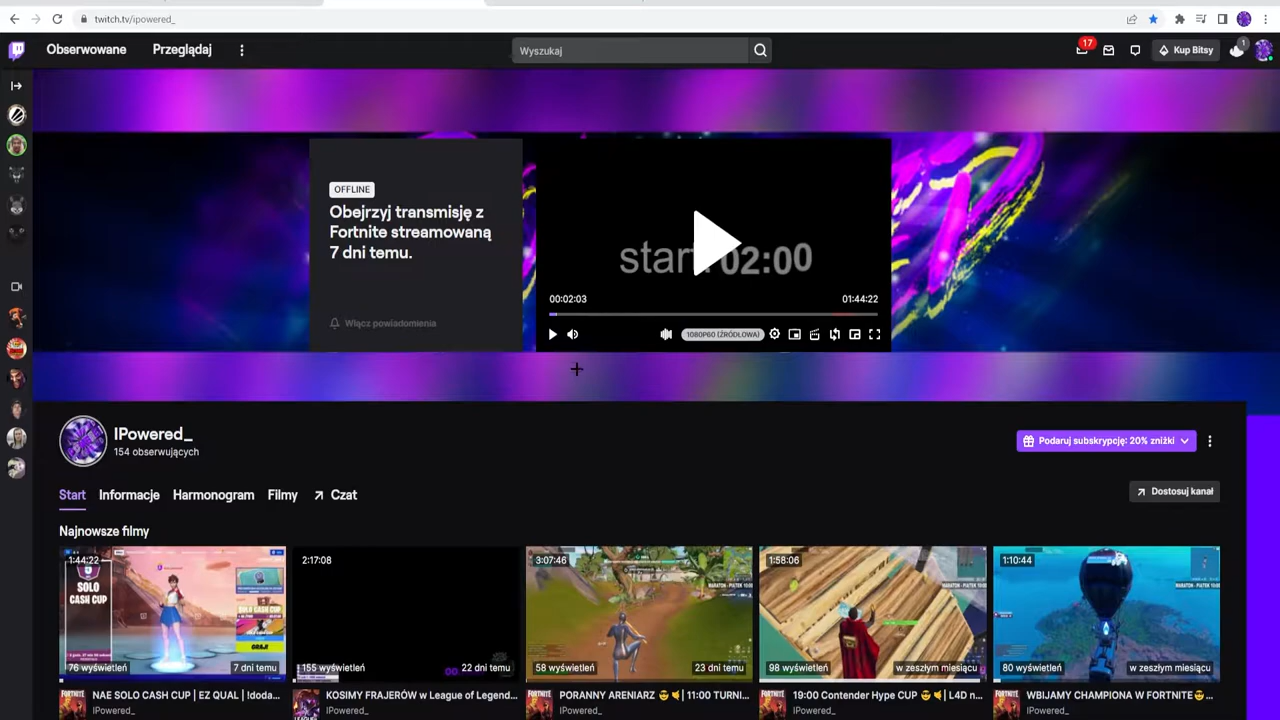 twitch.tv/ipowered_
Obserwowane
Przeglądaj
Wyszukaj
17
Kup Bitsy
1
OFFLINE
Obejrzyj transmisję z
Fortnite streamowaną
7 dni temu.
Włącz powiadomienia
start 02:00
00:02:03
01:44:22
1080P60 (ŹRÓDŁOWA)
IPowered_
154 obserwujących
Podaruj subskrypcję: 20% zniżki
Start
Informacje
Harmonogram
Filmy
Czat
Dostosuj kanał
Najnowsze filmy
1:44:22
SOLO
CASH CUP
76 wyświetleń
7 dni temu
2:17:08
155 wyświetleń
22 dni temu
3:07:46
58 wyświetleń
23 dni temu
1:58:06
98 wyświetleń
w zeszłym miesiącu
1:10:44
80 wyświetleń
w zeszłym miesiącu
NAE SOLO CASH CUP | EZ QUAL | !doda...
IPowered_
KOSIMY FRAJERÓW w League of Legend...
IPowered_
PORANNY ARENIARZ 😎🤙| 11:00 TURNI...
IPowered_
19:00 Contender Hype CUP 😎🤙| L4D n...
IPowered_
WBIJAMY CHAMPIONA W FORTNITE😎...
IPowered_